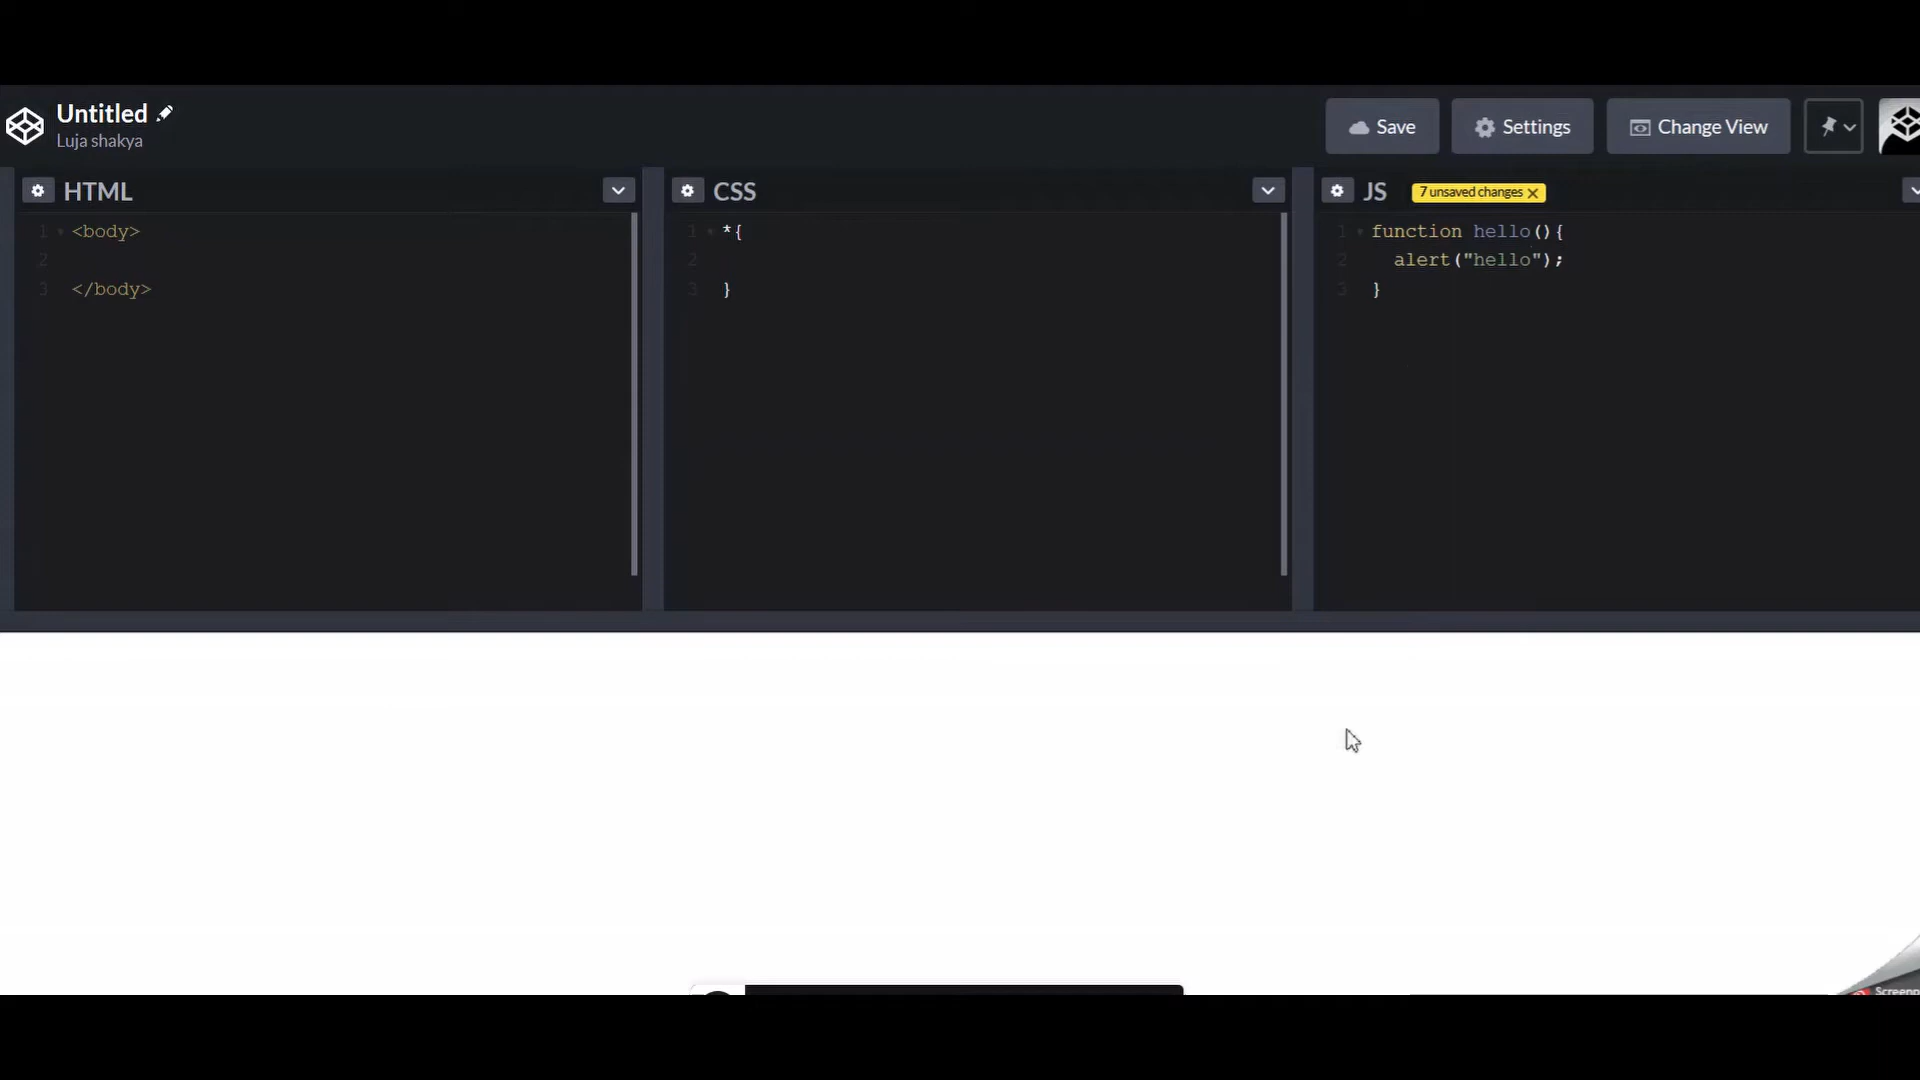 Untitled
Luja shakya
Save
Settings
Change View
HTML
1 <body>
2
3 </body>
CSS
1 *{
2
3 }
JS
7 unsaved changes
1 function hello(){
2 alert("hello");
3 }